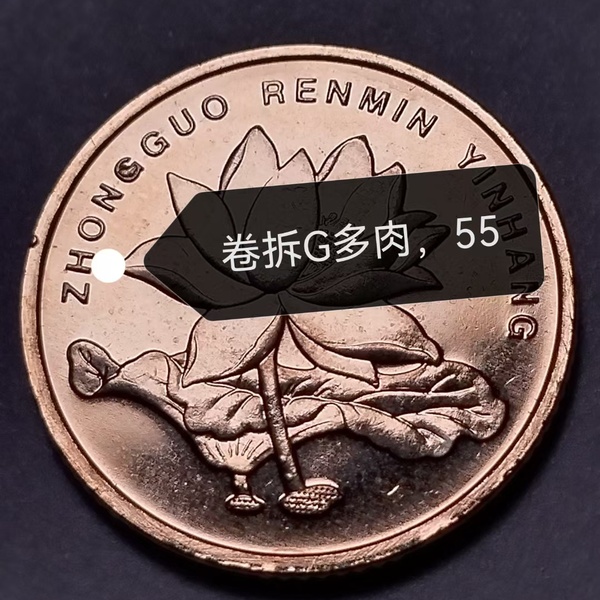 ZHONGGUO RENMIN YINHANG
卷拆G多肉，55